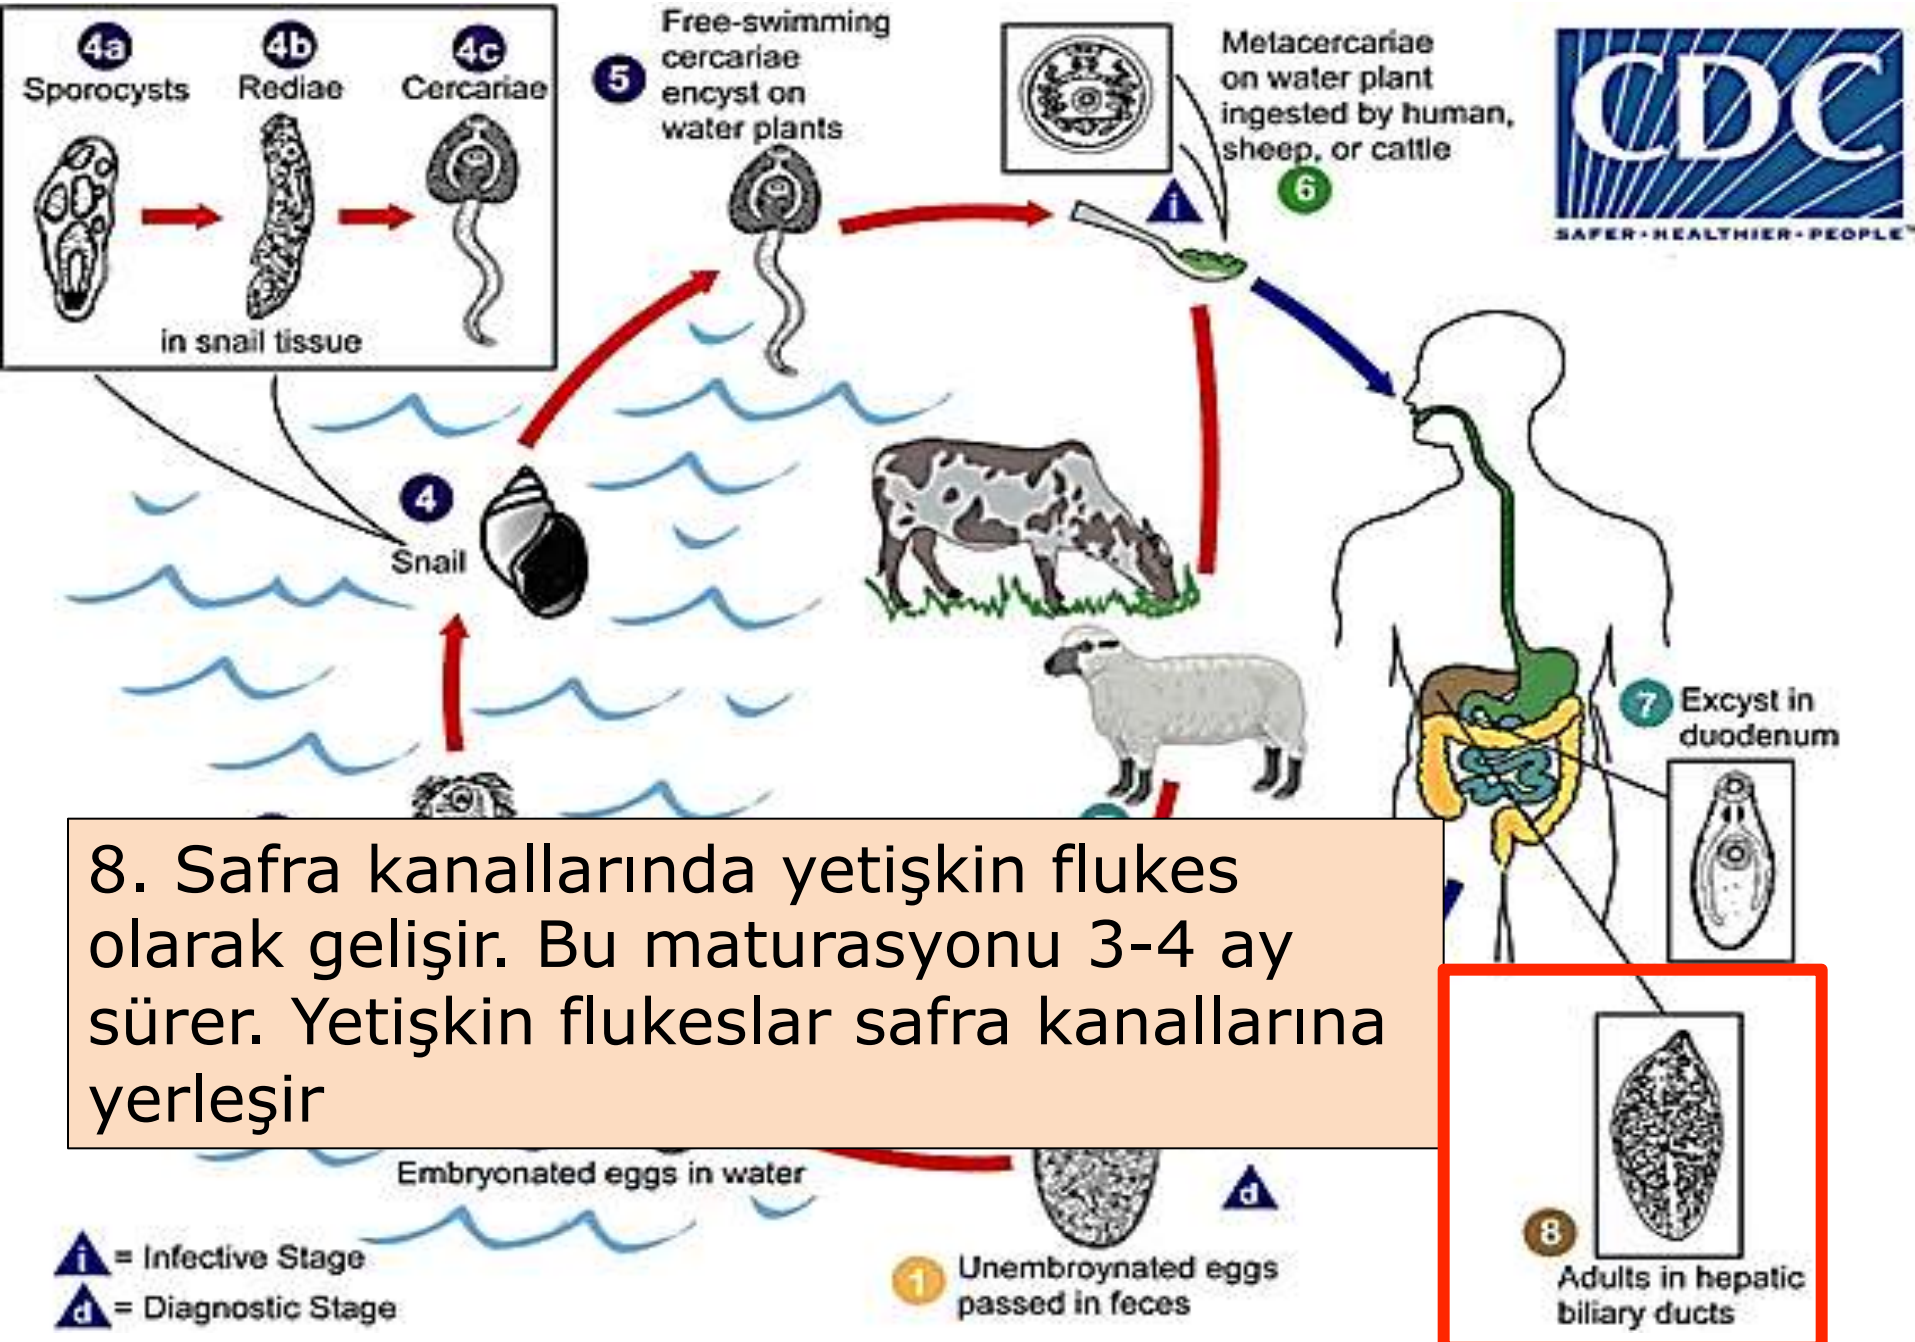 4a
Sporocysts
4b
Rediae
4c
Cercariae
in snail tissue
5
Free-swimming
cercariae
encyst on
water plants
Metacercariae
on water plant
ingested by human,
sheep, or cattle
6
i
CDC
SAFER·HEALTHIER·PEOPLE™
4
Snail
7
Excyst in
duodenum
8. Safra kanallarında yetişkin flukes
olarak gelişir. Bu maturasyonu 3-4 ay
sürer. Yetişkin flukeslar safra kanallarına
yerleşir
Embryonated eggs in water
d
1
Unembroynated eggs
passed in feces
8
Adults in hepatic
biliary ducts
i = Infective Stage
d = Diagnostic Stage